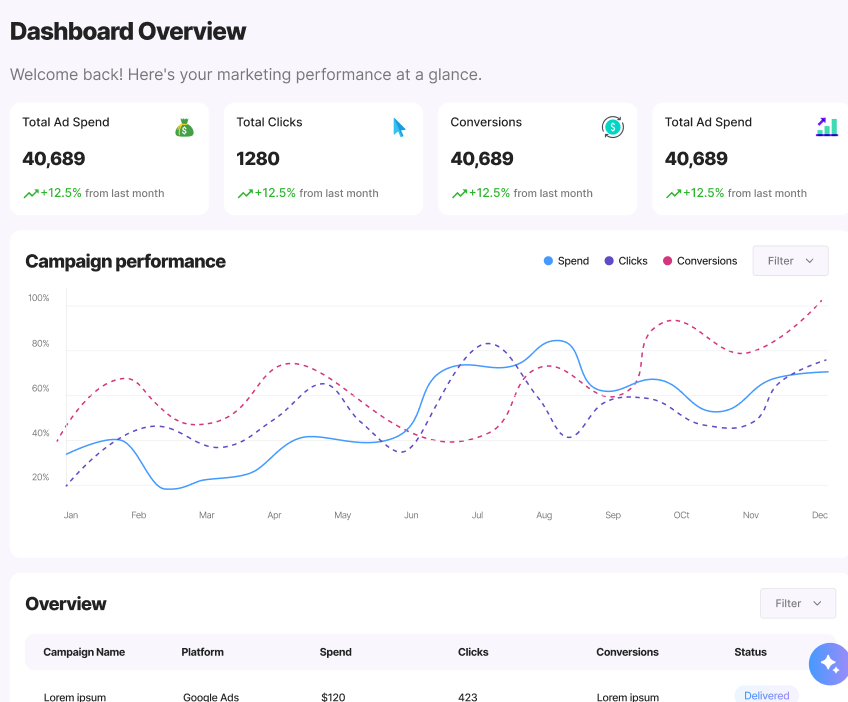 Dashboard Overview
Welcome back! Here's your marketing performance at a glance.
Total Ad Spend
40,689
+12.5% from last month
Total Clicks
1280
+12.5% from last month
Conversions
40,689
+12.5% from last month
Total Ad Spend
40,689
+12.5% from last month
Campaign performance
Spend Clicks Conversions Filter
100%
80%
60%
40%
20%
Jan Feb Mar Apr May Jun Jul Aug Sep OCt Nov Dec
Overview
Filter
Campaign Name Platform Spend Clicks Conversions Status
Lorem ipsum Google Ads $120 423 Lorem ipsum Delivered